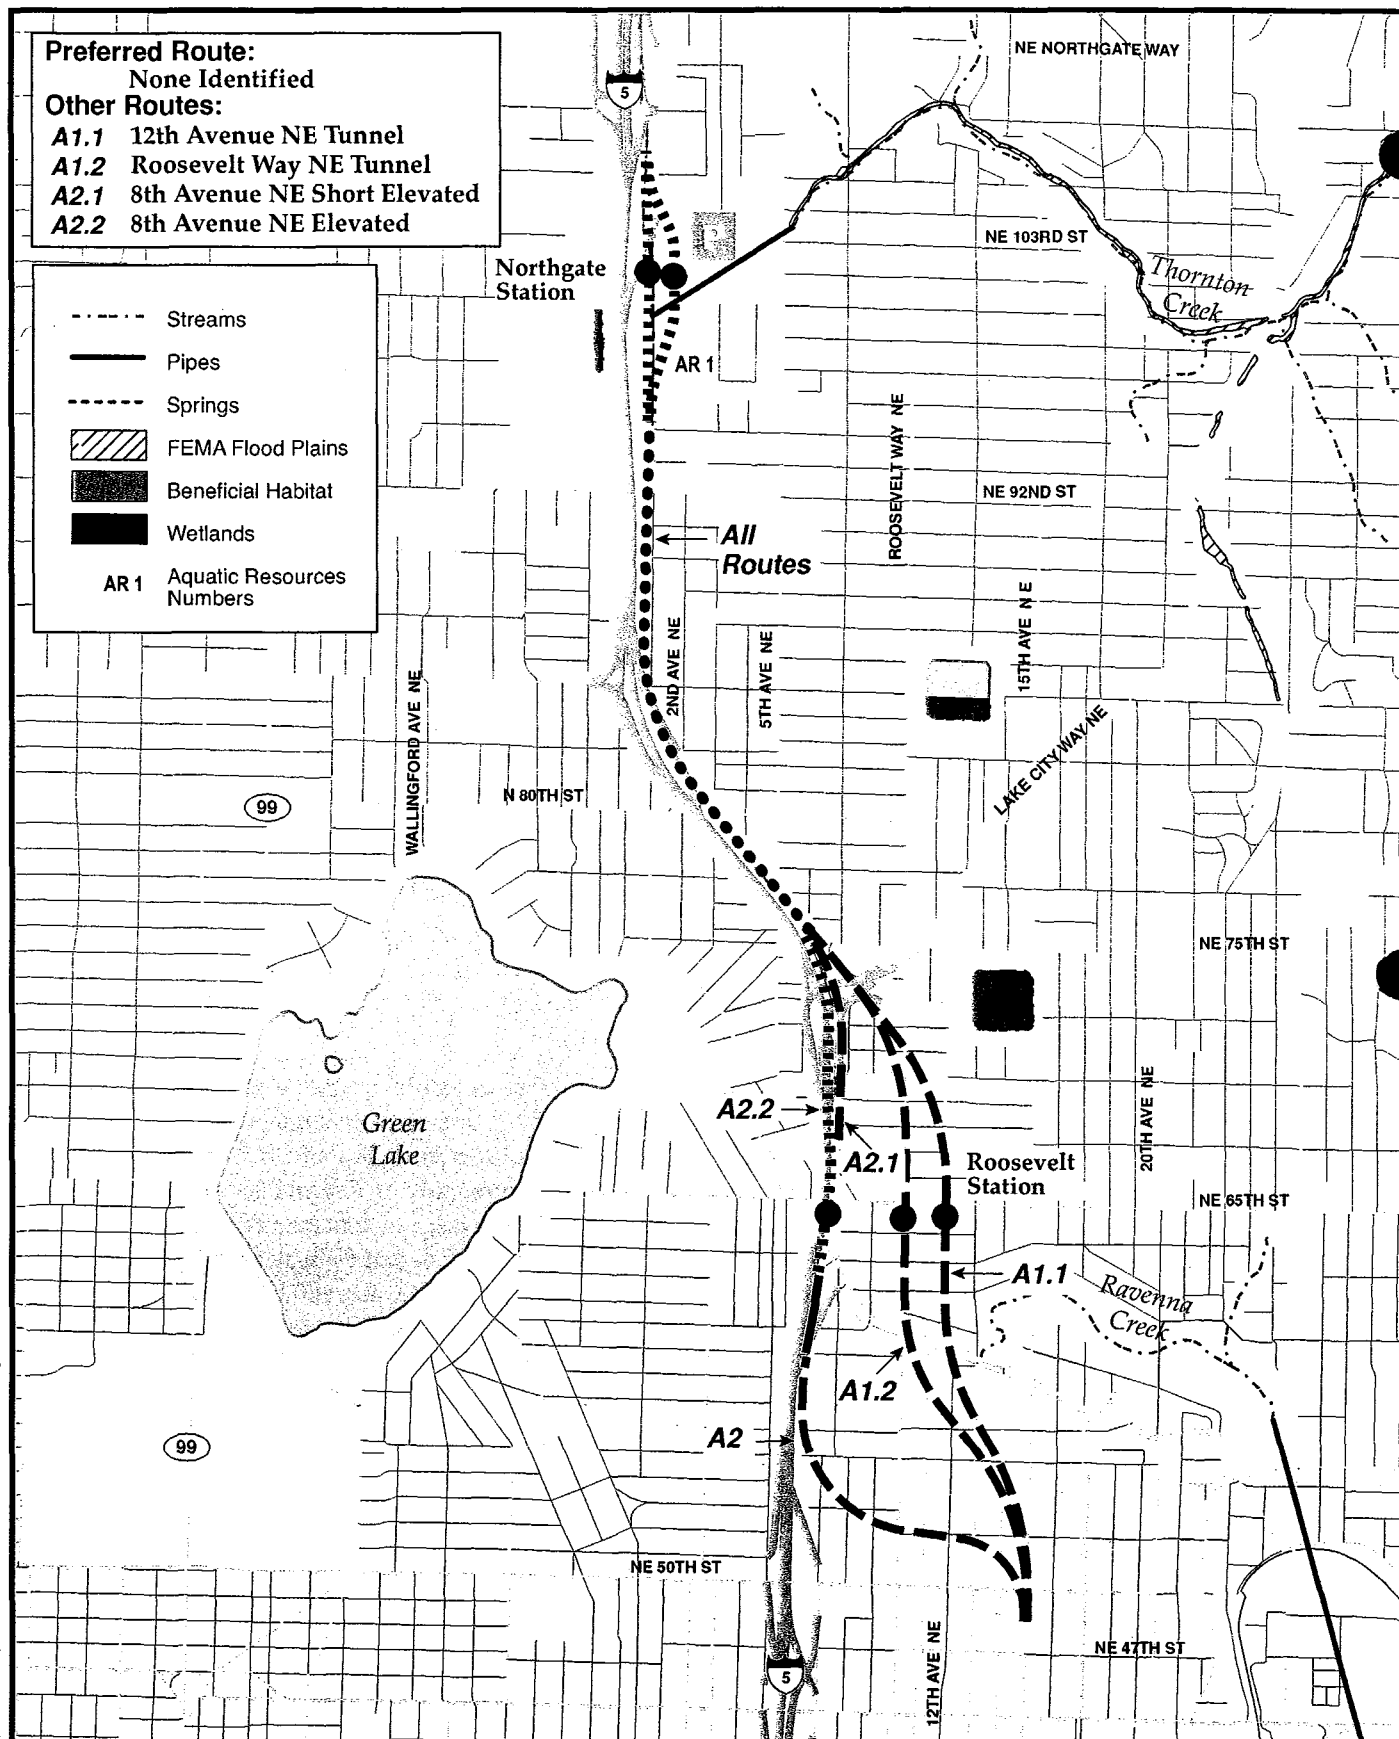 Preferred Route:
None Identified
Other Routes:
A1.1 12th Avenue NE Tunnel
A1.2 Roosevelt Way NE Tunnel
A2.1 8th Avenue NE Short Elevated
A2.2 8th Avenue NE Elevated
Streams
Pipes
Springs
FEMA Flood Plains
Beneficial Habitat
Wetlands
AR 1 Aquatic Resources
Numbers
5
NE NORTHGATE WAY
P
NE 103RD ST
Northgate
Station
Thornton
Creek
AR 1
ROOSEVELT WAY NE
NE 92ND ST
All
Routes
15TH AVE N E
2ND AVE NE
5TH AVE NE
WALLINGFORD AVE NE
LAKE CITY WAY NE
N 80TH ST
99
NE 75TH ST
Green
Lake
A2.2
A2.1
20TH AVE NE
Roosevelt
Station
NE 65TH ST
A1.1
Ravenna
Creek
A1.2
A2
99
NE 50TH ST
12TH AVE NE
NE 47TH ST
5